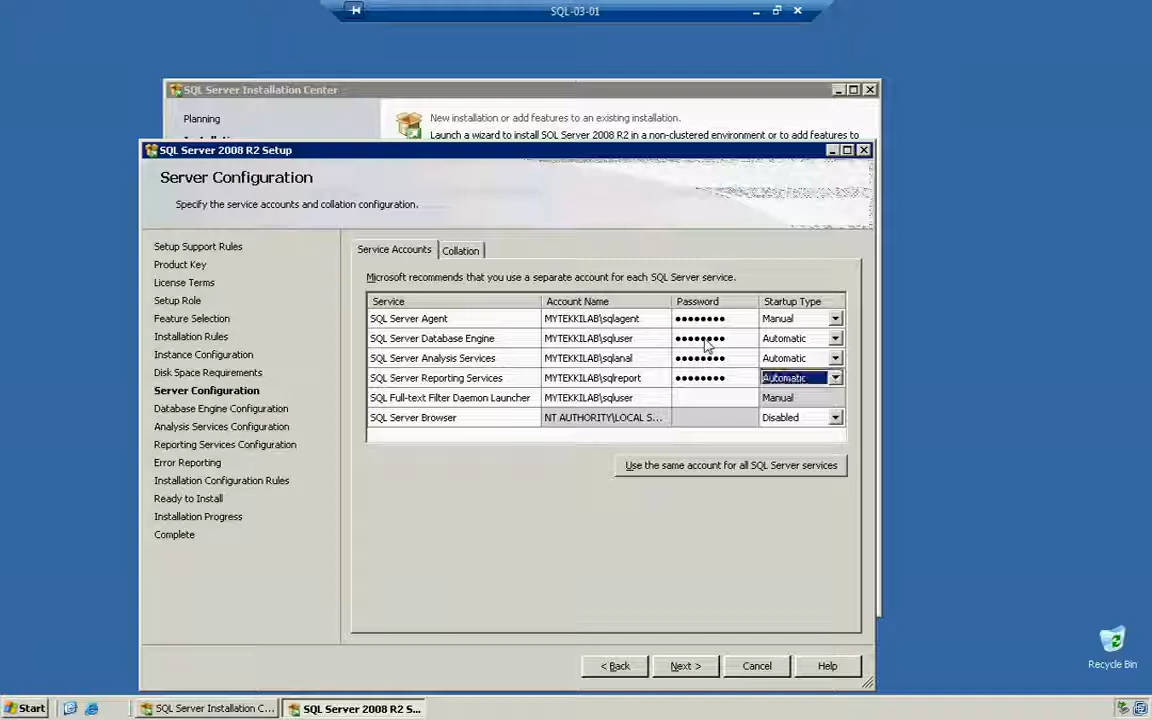 SQL-03-01
SQL Server Installation Center
Planning
New installation or add features to an existing installation.
Launch a wizard to install SQL Server 2008 R2 in a non-clustered environment or to add features to
SQL Server 2008 R2 Setup
Server Configuration
Specify the service accounts and collation configuration.
Setup Support Rules
Product Key
License Terms
Setup Role
Feature Selection
Installation Rules
Instance Configuration
Disk Space Requirements
Server Configuration
Database Engine Configuration
Analysis Services Configuration
Reporting Services Configuration
Error Reporting
Installation Configuration Rules
Ready to Install
Installation Progress
Complete
Service Accounts Collation
Microsoft recommends that you use a separate account for each SQL Server service.
Service Account Name Password Startup Type
SQL Server Agent MYTEKKILAB\sqlagent ●●●●●●●● Manual
SQL Server Database Engine MYTEKKILAB\sqluser ●●●●●●●● Automatic
SQL Server Analysis Services MYTEKKILAB\sqlanal ●●●●●●●● Automatic
SQL Server Reporting Services MYTEKKILAB\sqlreport ●●●●●●●● Automatic
SQL Full-text Filter Daemon Launcher MYTEKKILAB\sqluser Manual
SQL Server Browser NT AUTHORITY\LOCAL S... Disabled
Use the same account for all SQL Server services
< Back Next > Cancel Help
Recycle Bin
Start SQL Server Installation C... SQL Server 2008 R2 S...